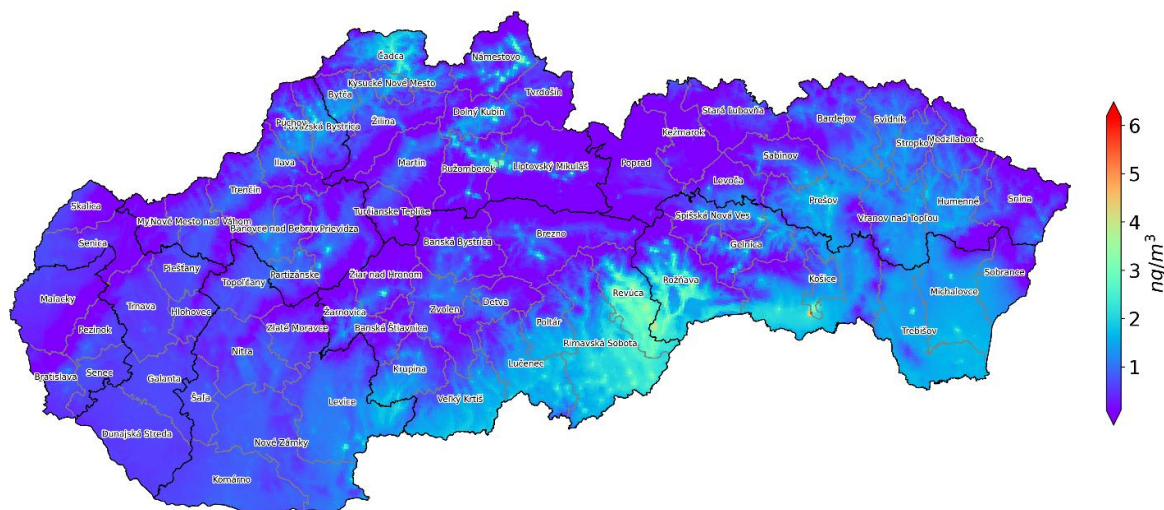 Čadca
Námestovo
Kysucké Nové Mesto
Bytča
Tvrdošín
Dolný Kubín
Stará Ľubovňa
Bardejov
Svidník
Púchov
Považská Bystrica
Žilina
Kežmarok
Stropkov
Medzilaborce
Ilava
Martin
Ružomberok
Liptovský Mikuláš
Poprad
Sabinov
Levoča
Trenčín
Prešov
Humenné
Snina
Skalica
Turčianske Teplice
Spišská Nová Ves
Vranov nad Topľou
Myjava
Nové Mesto nad Váhom
Bánovce nad Bebravou
Prievidza
Banská Bystrica
Brezno
Gelnica
Senica
Piešťany
Partizánske
Žiar nad Hronom
Topoľčany
Rožňava
Košice
Sobrance
Malacky
Trnava
Hlohovec
Žarnovica
Zvolen
Detva
Revúca
Michalovce
Pezinok
Zlaté Moravce
Banská Štiavnica
Poltár
Trebišov
Nitra
Rimavská Sobota
Bratislava
Senec
Galanta
Krupina
Lučenec
Šaľa
Levice
Veľký Krtíš
Dunajská Streda
Nové Zámky
Komárno
6
5
4
3
2
1
ng/m³